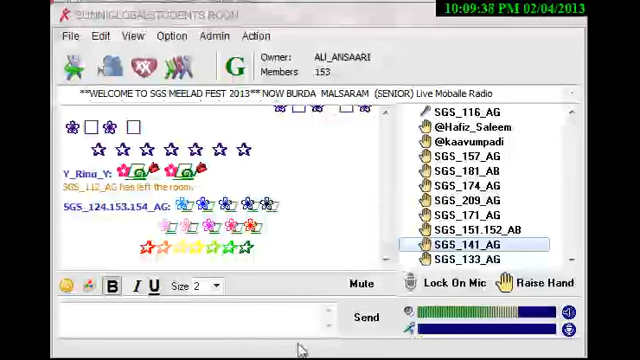 10:09:38 PM 02/04/2013
SUNNIGLOBALSTUDENTS ROOM
File Edit View Option Admin Action
G
Owner: ALI_ANSAARI
Members 153
**WELCOME TO SGS MEELAD FEST 2013** NOW BURDA MALSARAM (SENIOR) Live Mobaile Radio
Y_Rinu_Y:
SGS_112_AG has left the room.
SGS_124.153.154_AG:
SGS_116_AG
@Hafiz_Saleem
@kaavumpadi
SGS_157_AG
SGS_181_AB
SGS_174_AG
SGS_209_AG
SGS_171_AG
SGS_151.152_AB
SGS_141_AG
SGS_133_AG
B I U Size 2 Mute
Lock On Mic Raise Hand
Send